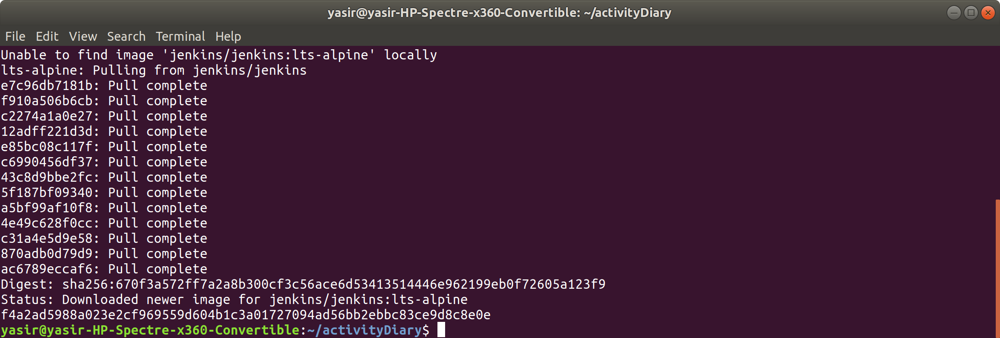 yasir@yasir-HP-Spectre-x360-Convertible: ~/activityDiary
File Edit View Search Terminal Help
Unable to find image 'jenkins/jenkins:lts-alpine' locally
lts-alpine: Pulling from jenkins/jenkins
e7c96db7181b: Pull complete
f910a506b6cb: Pull complete
c2274a1a0e27: Pull complete
12adff221d3d: Pull complete
e85bc08c117f: Pull complete
c6990456df37: Pull complete
43c8d9bbe2fc: Pull complete
5f187bf09340: Pull complete
a5bf99af10f8: Pull complete
4e49c628f0cc: Pull complete
c31a4e5d9e58: Pull complete
870adb0d79d9: Pull complete
ac6789eccaf6: Pull complete
Digest: sha256:670f3a572ff7a2a8b300cf3c56ace6d53413514446e962199eb0f72605a123f9
Status: Downloaded newer image for jenkins/jenkins:lts-alpine
f4a2ad5988a023e2cf969559d604b1c3a01727094ad56bb2ebbc83ce9d8c8e0e
yasir@yasir-HP-Spectre-x360-Convertible:~/activityDiary$